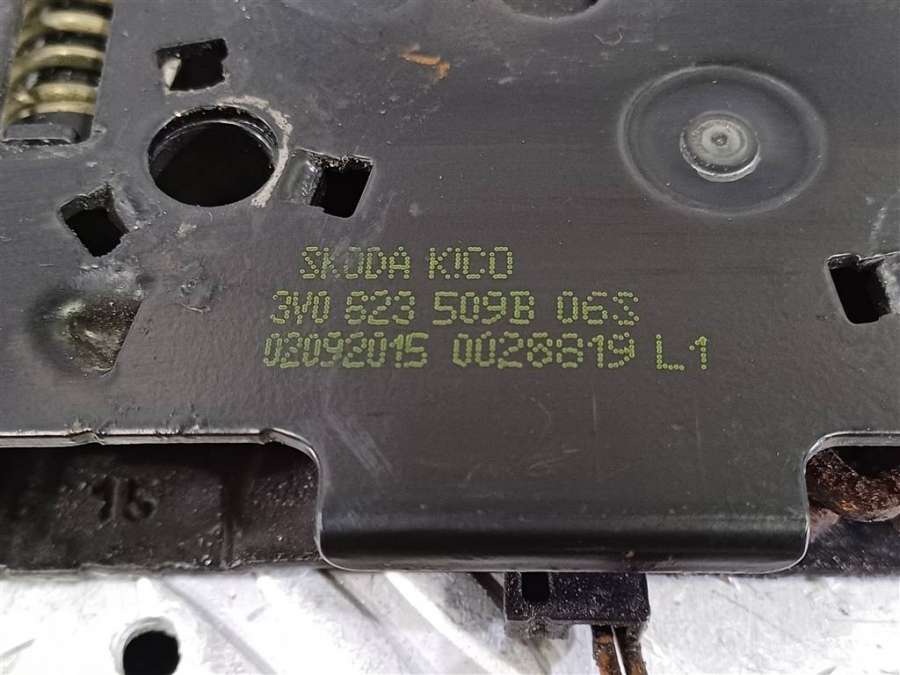 SKODA KICO
3V0 823 509B 06S
02092015 0028819 L1